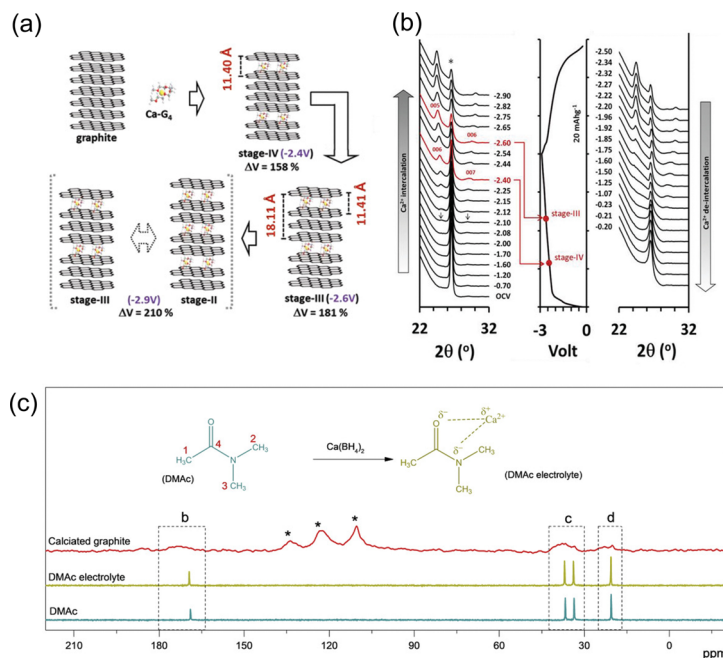 (a)
graphite
Ca-G₄
11.40 Å
stage-IV (-2.4V)
ΔV = 158 %
18.11 Å
11.41 Å
stage-III
(-2.9V)
stage-II
ΔV = 210 %
stage-III (-2.6V)
ΔV = 181 %
(b)
Ca²⁺ intercalation
*
005
006
006
007
-2.90
-2.82
-2.75
-2.65
-2.60
-2.54
-2.44
-2.40
-2.25
-2.15
-2.12
-2.10
-2.08
-2.00
-1.70
-1.60
-1.20
-0.70
OCV
22
32
2θ (°)
20 mAhg⁻¹
stage-III
stage-IV
-3
0
Volt
-2.50
-2.34
-2.32
-2.27
-2.22
-2.20
-1.96
-1.92
-1.75
-1.60
-1.50
-1.25
-1.07
-0.23
-0.21
-0.20
22
32
2θ (°)
Ca²⁺ de-intercalation
(c)
O
1
4
2
H₃C
N
CH₃
CH₃
3
(DMAc)
Ca(BH₄)₂
δ⁻
δ⁺
O
Ca²⁺
δ⁻
H₃C
N
CH₃
CH₃
(DMAc electrolyte)
b
c
d
* * *
Calciated graphite
DMAc electrolyte
DMAc
210 180 150 120 90 60 30 0 ppm